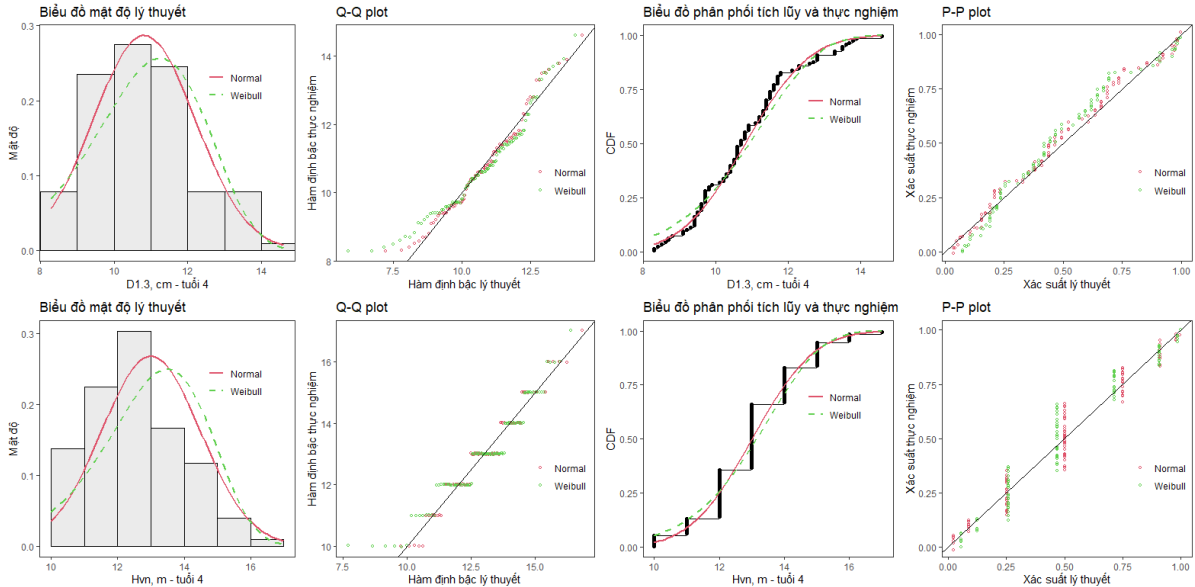 Biểu đồ mật độ lý thuyết
0.3
0.2
0.1
0.0
Mật độ
Normal
Weibull
8
10
12
14
D1.3, cm - tuổi 4
Q-Q plot
14
12
10
8
Hàm định bậc thực nghiệm
Normal
Weibull
7.5
10.0
12.5
Hàm định bậc lý thuyết
Biểu đồ phân phối tích lũy và thực nghiệm
1.00
0.75
0.50
0.25
0.00
CDF
Normal
Weibull
10
12
14
D1.3, cm - tuổi 4
P-P plot
1.00
0.75
0.50
0.25
0.00
Xác suất thực nghiệm
Normal
Weibull
0.00
0.25
0.50
0.75
1.00
Xác suất lý thuyết
Biểu đồ mật độ lý thuyết
0.3
0.2
0.1
0.0
Mật độ
Normal
Weibull
10
12
14
16
Hvn, m - tuổi 4
Q-Q plot
16
14
12
10
Hàm định bậc thực nghiệm
Normal
Weibull
7.5
10.0
12.5
15.0
Hàm định bậc lý thuyết
Biểu đồ phân phối tích lũy và thực nghiệm
1.00
0.75
0.50
0.25
0.00
CDF
Normal
Weibull
10
12
14
16
Hvn, m - tuổi 4
P-P plot
1.00
0.75
0.50
0.25
0.00
Xác suất thực nghiệm
Normal
Weibull
0.00
0.25
0.50
0.75
1.00
Xác suất lý thuyết